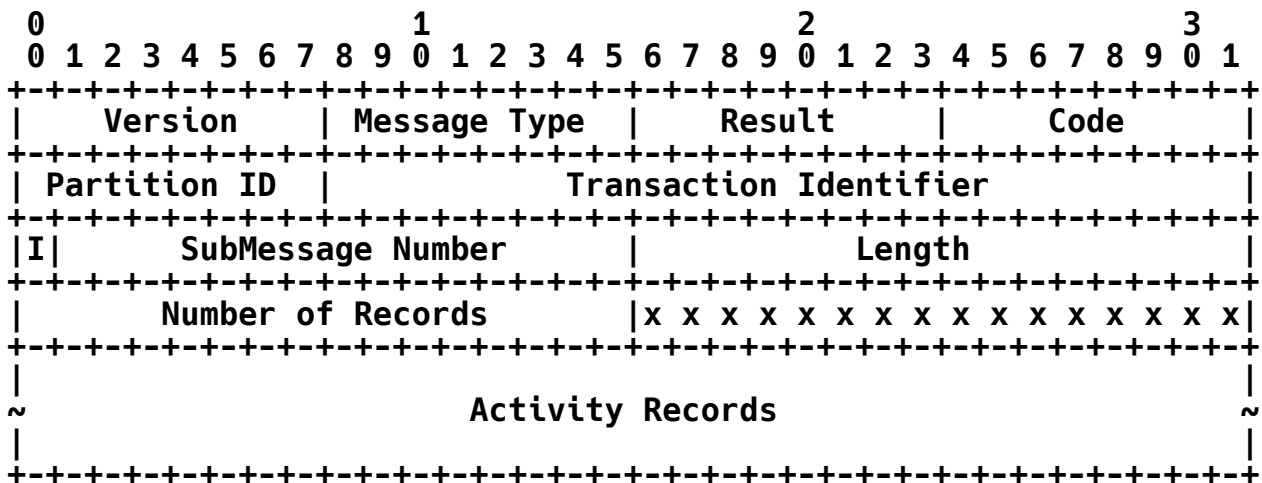 0                   1                   2                   3
 0 1 2 3 4 5 6 7 8 9 0 1 2 3 4 5 6 7 8 9 0 1 2 3 4 5 6 7 8 9 0 1
+-+-+-+-+-+-+-+-+-+-+-+-+-+-+-+-+-+-+-+-+-+-+-+-+-+-+-+-+-+-+-+-+
|    Version    | Message Type  |    Result     |     Code      |
+-+-+-+-+-+-+-+-+-+-+-+-+-+-+-+-+-+-+-+-+-+-+-+-+-+-+-+-+-+-+-+-+
| Partition ID  |            Transaction Identifier             |
+-+-+-+-+-+-+-+-+-+-+-+-+-+-+-+-+-+-+-+-+-+-+-+-+-+-+-+-+-+-+-+-+
|I|      SubMessage Number      |           Length              |
+-+-+-+-+-+-+-+-+-+-+-+-+-+-+-+-+-+-+-+-+-+-+-+-+-+-+-+-+-+-+-+-+
|       Number of Records       |x x x x x x x x x x x x x x x x|
+-+-+-+-+-+-+-+-+-+-+-+-+-+-+-+-+-+-+-+-+-+-+-+-+-+-+-+-+-+-+-+-+
|                                                               |
~                       Activity Records                        ~
|                                                               |
+-+-+-+-+-+-+-+-+-+-+-+-+-+-+-+-+-+-+-+-+-+-+-+-+-+-+-+-+-+-+-+-+